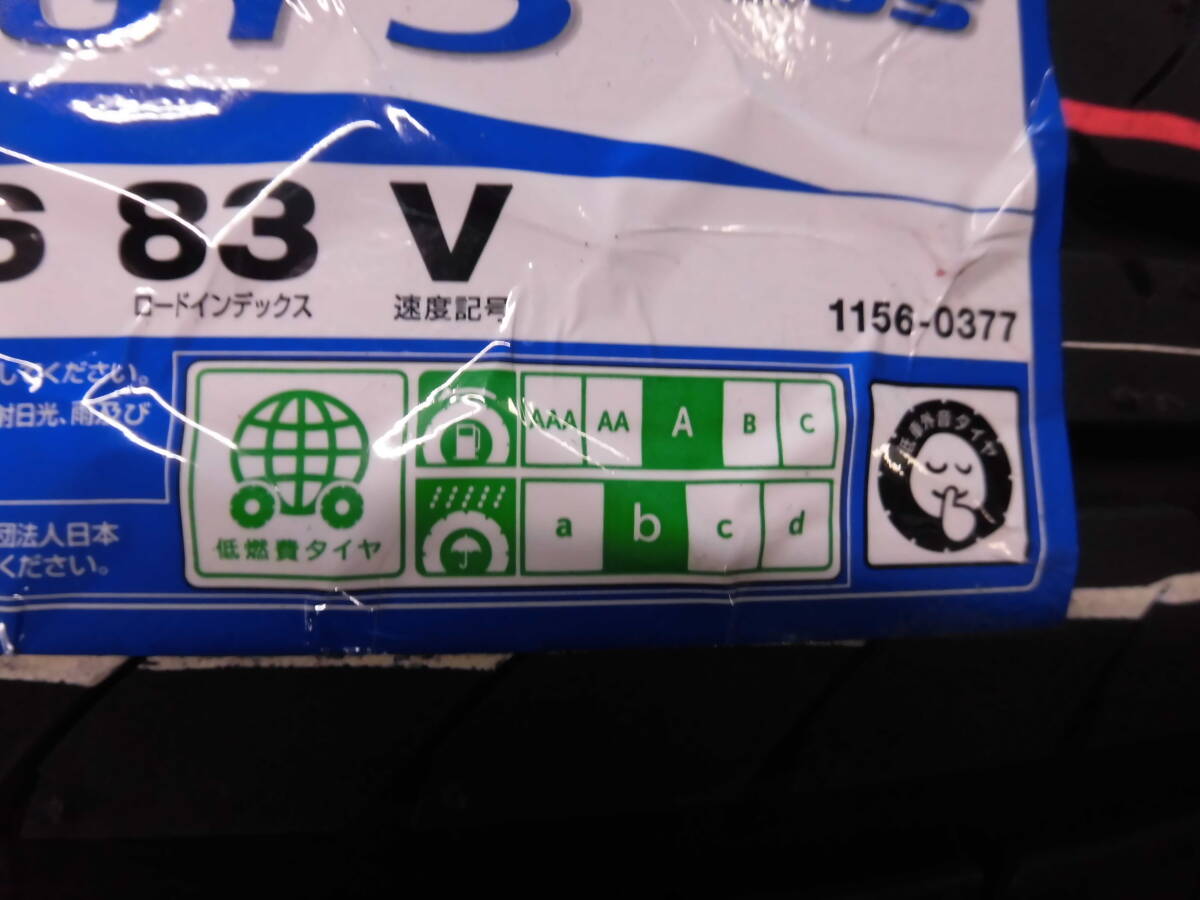 83 V
ロードインデックス 速度記号
1156-0377
してください。
射日光、雨及び
団法人日本
ください。
低燃費タイヤ
AAA AA A B C
a b c d
低車外音タイヤ